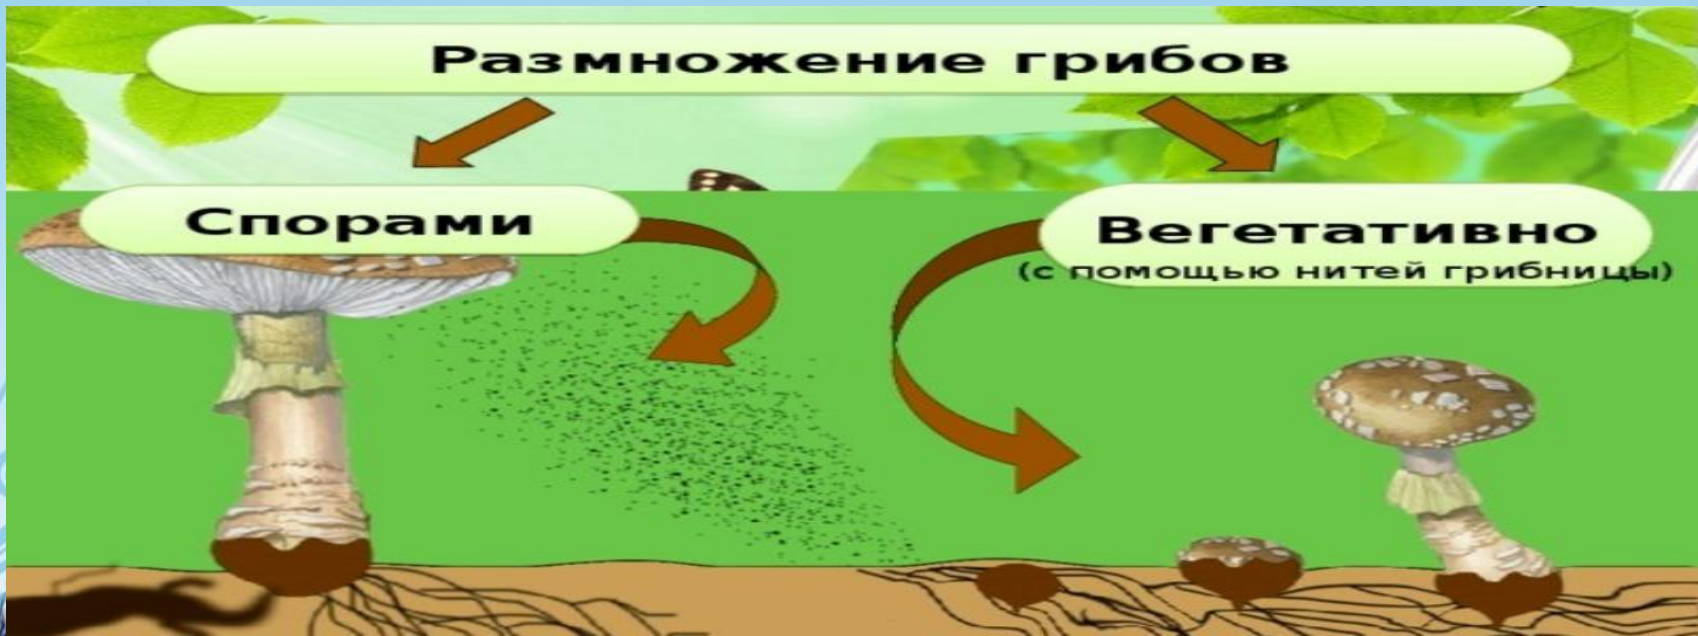 Размножение грибов
Спорами
Вегетативно
(с помощью нитей грибницы)